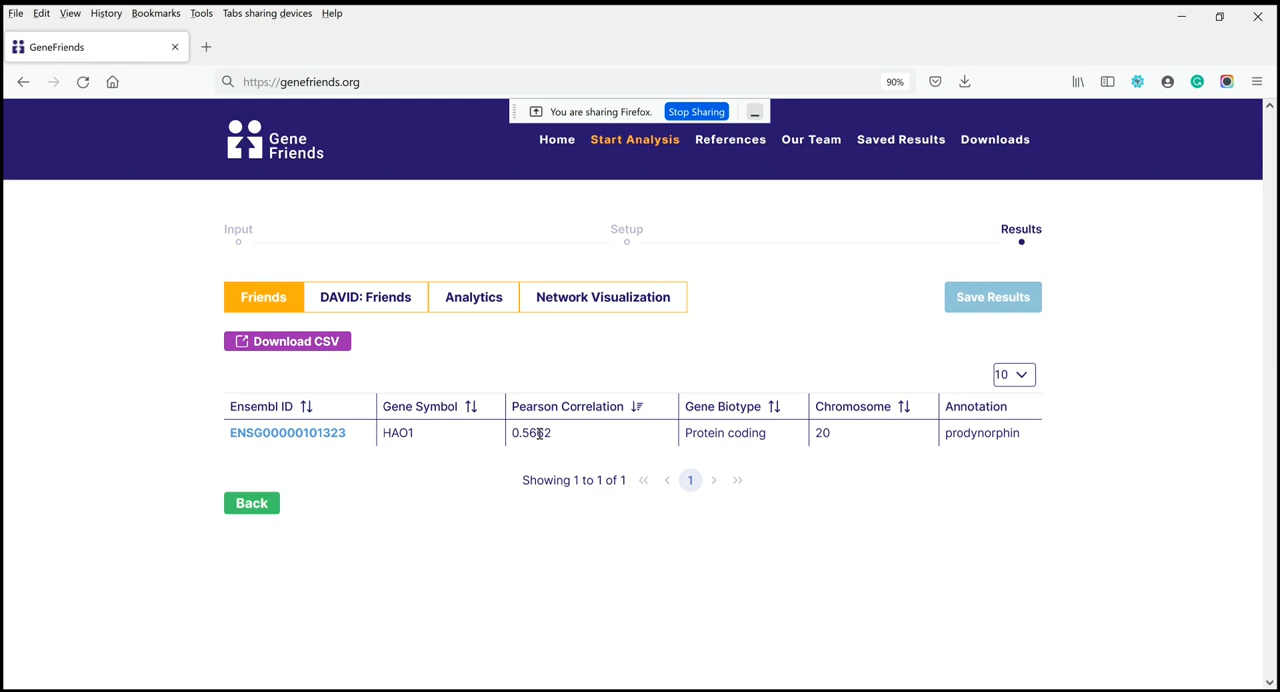 File Edit View History Bookmarks Tools Tabs sharing devices Help
GeneFriends
https://genefriends.org 90%
You are sharing Firefox. Stop Sharing
Gene
Friends
Home Start Analysis References Our Team Saved Results Downloads
Input Setup Results
Friends DAVID: Friends Analytics Network Visualization Save Results
Download CSV
10
Ensembl ID Gene Symbol Pearson Correlation Gene Biotype Chromosome Annotation
ENSG00000101323 HAO1 0.5662 Protein coding 20 prodynorphin
Showing 1 to 1 of 1 1
Back